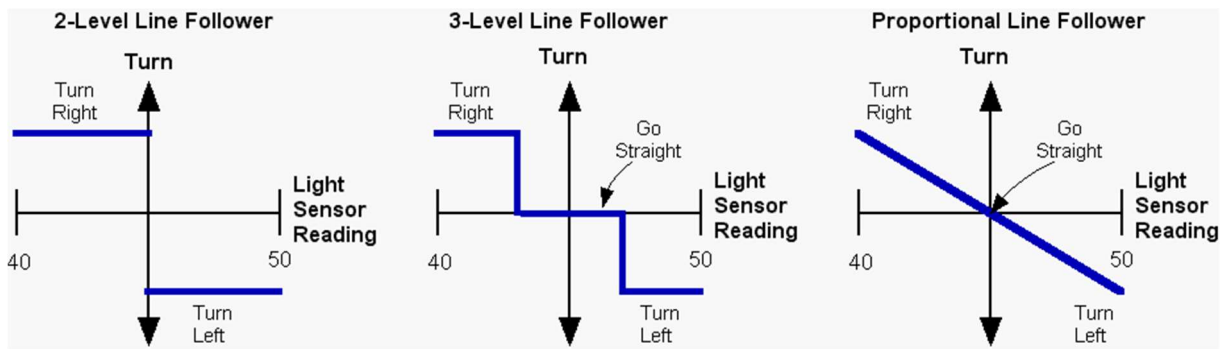 2-Level Line Follower
Turn
Turn
Right
Light
Sensor
Reading
40
50
Turn
Left
3-Level Line Follower
Turn
Turn
Right
Go
Straight
Light
Sensor
Reading
40
50
Turn
Left
Proportional Line Follower
Turn
Turn
Right
Go
Straight
Light
Sensor
Reading
40
50
Turn
Left